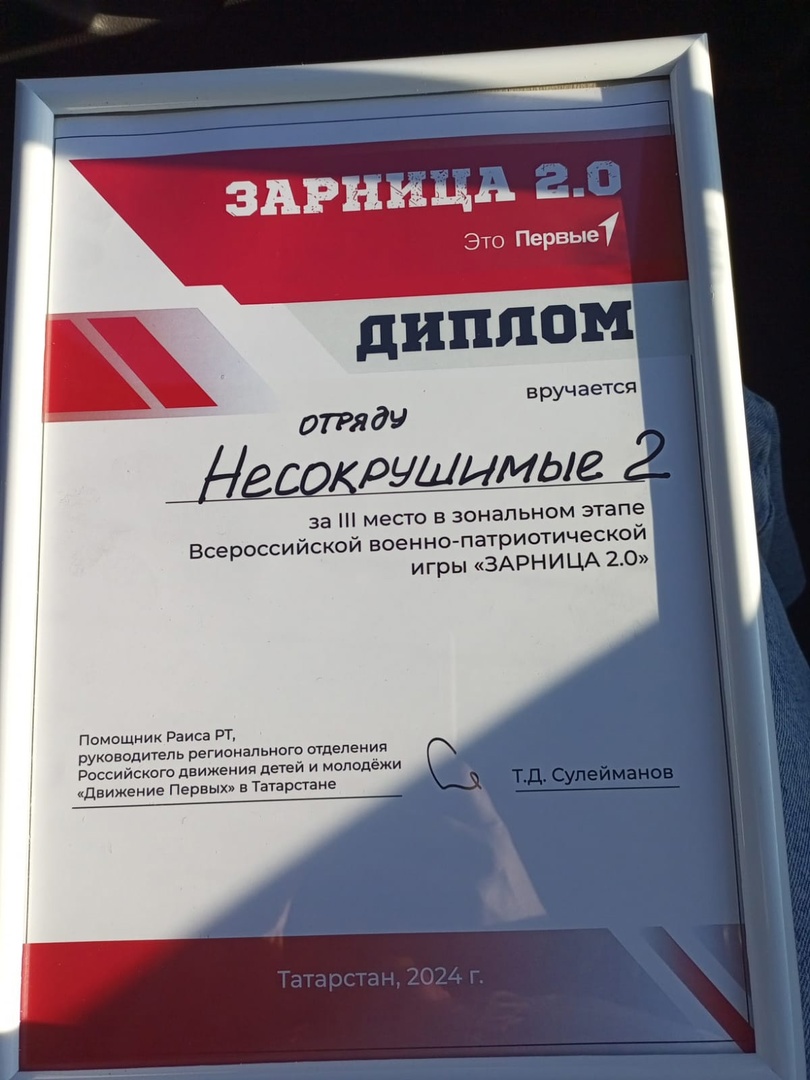 ЗАРНИЦА 2.0
Это Первые
ДИПЛОМ
вручается
отряду
Несокрушимые 2
за III место в зональном этапе
Всероссийской военно-патриотической
игры «ЗАРНИЦА 2.0»
Помощник Раиса РТ,
руководитель регионального отделения
Российского движения детей и молодёжи
«Движение Первых» в Татарстане
Т.Д. Сулейманов
Татарстан, 2024 г.